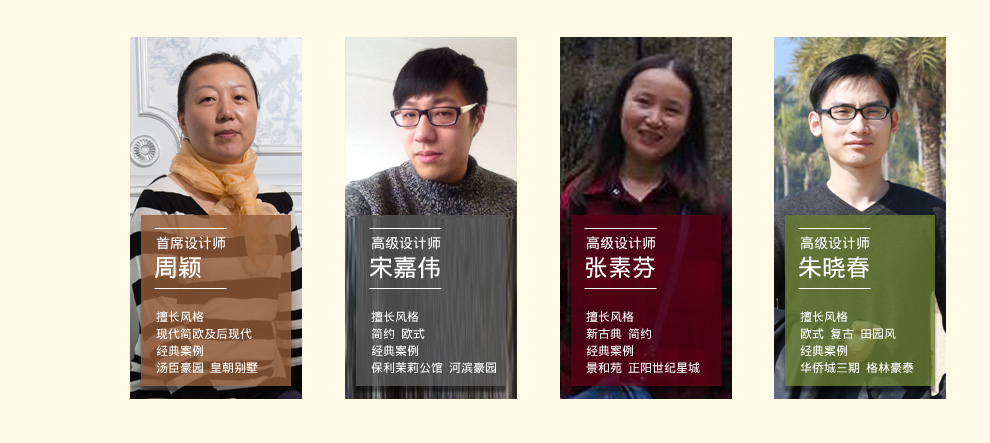 首席设计师
周颖
擅长风格
现代简欧及后现代
经典案例
汤臣豪园 皇朝别墅
高级设计师
宋嘉伟
擅长风格
简约 欧式
经典案例
保利茉莉公馆 河滨豪园
高级设计师
张素芬
擅长风格
新古典 简约
经典案例
景和苑 正阳世纪星城
高级设计师
朱晓春
擅长风格
欧式 复古 田园风
经典案例
华侨城三期 格林豪泰